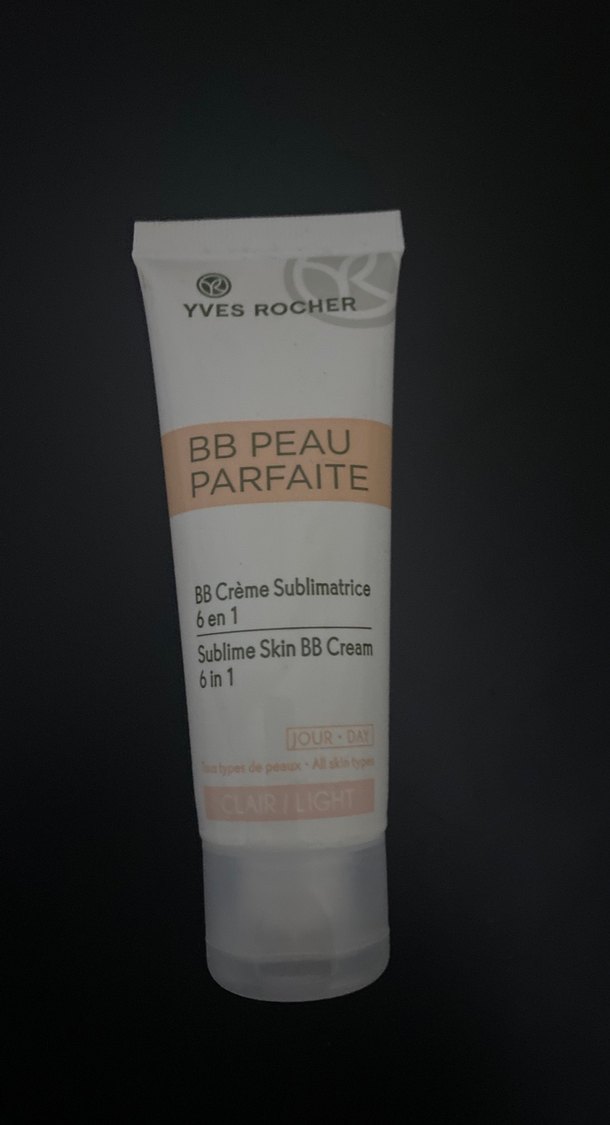 YVES ROCHER
BB PEAU
PARFAITE
BB Crème Sublimatrice
6 en 1
Sublime Skin BB Cream
6 in 1
JOUR • DAY
Tous types de peaux - All skin types
CLAIR / LIGHT